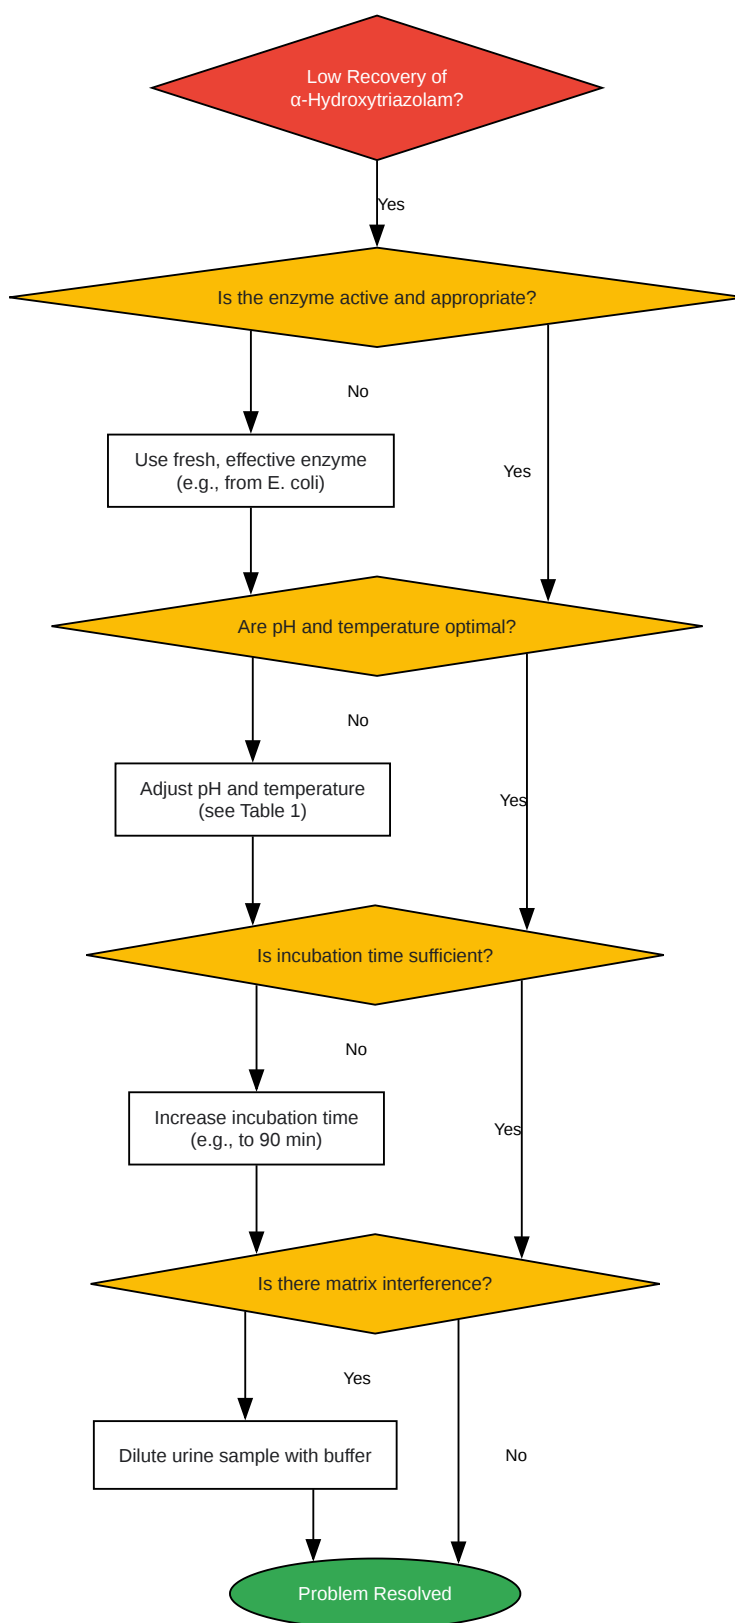 Low Recovery of
α-Hydroxytriazolam?
Yes
Is the enzyme active and appropriate?
No
Use fresh, effective enzyme
(e.g., from E. coli)
Yes
Are pH and temperature optimal?
No
Adjust pH and temperature
(see Table 1)
Yes
Is incubation time sufficient?
No
Increase incubation time
(e.g., to 90 min)
Yes
Is there matrix interference?
Yes
Dilute urine sample with buffer
No
Problem Resolved